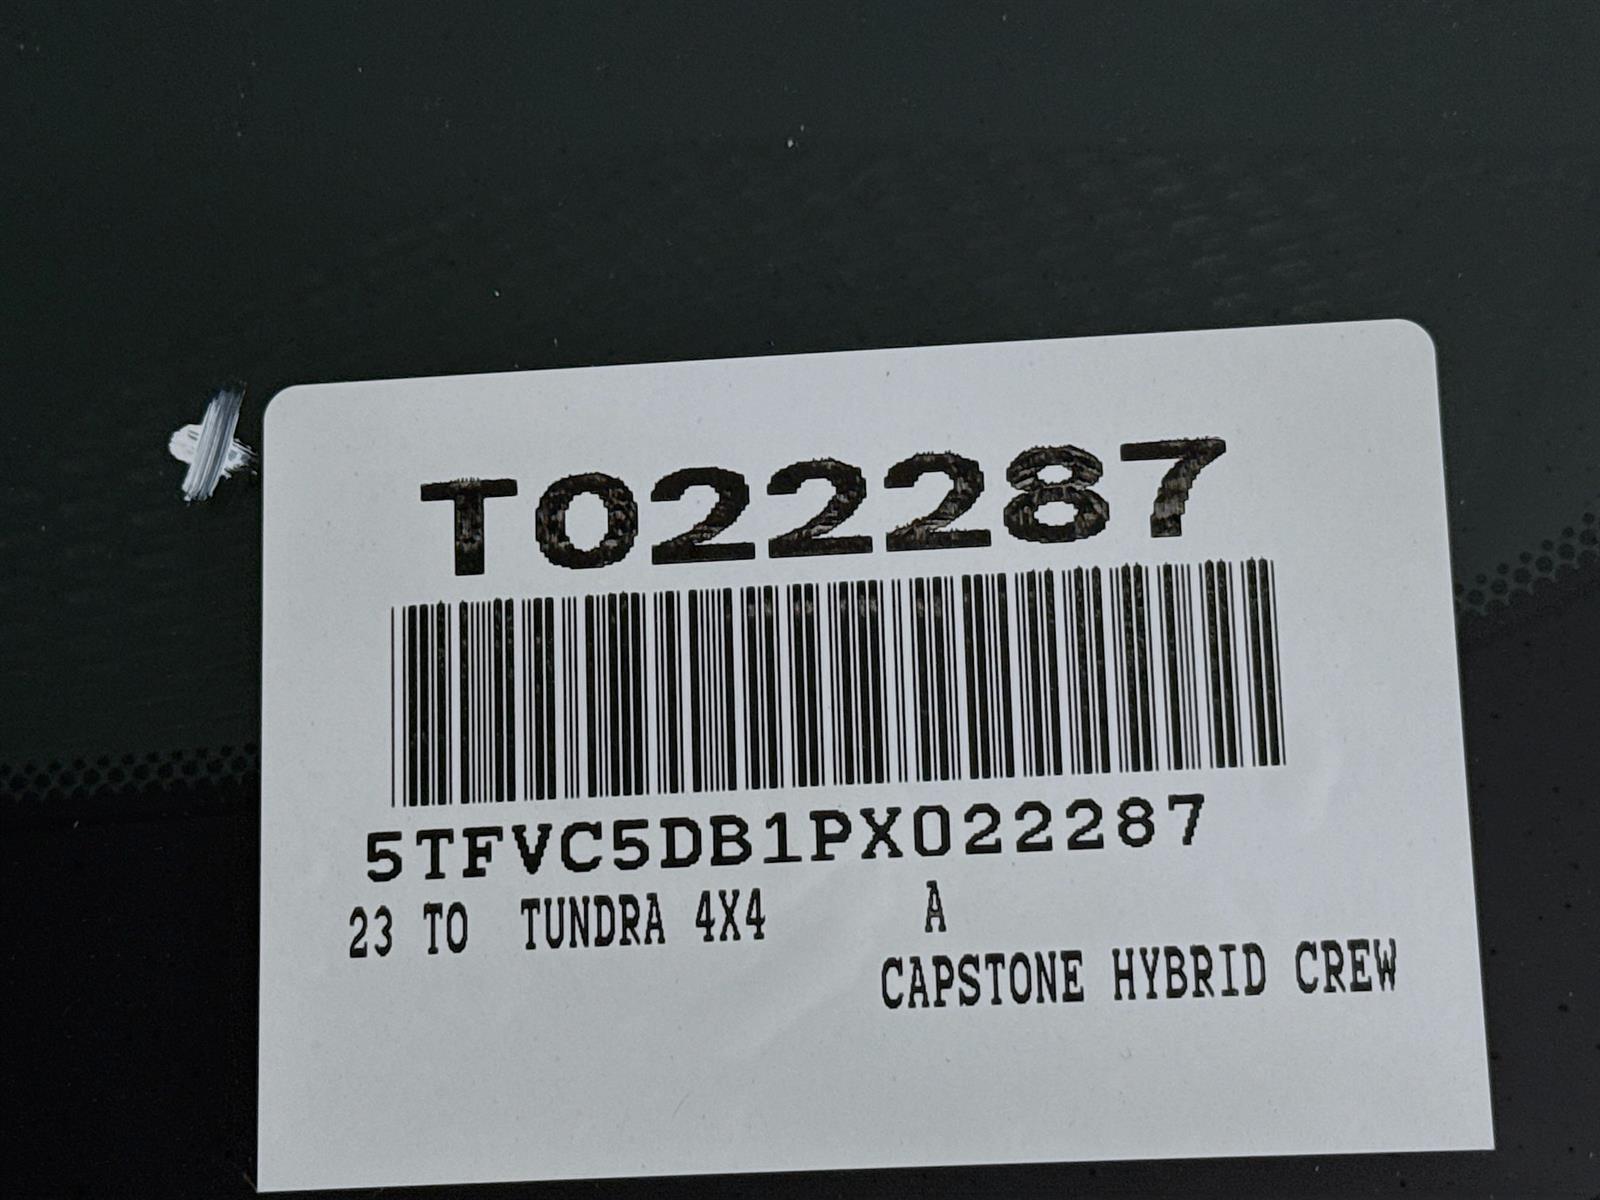 T022287
5TFVC5DB1PX022287
23 TO TUNDRA 4X4 A
CAPSTONE HYBRID CREW